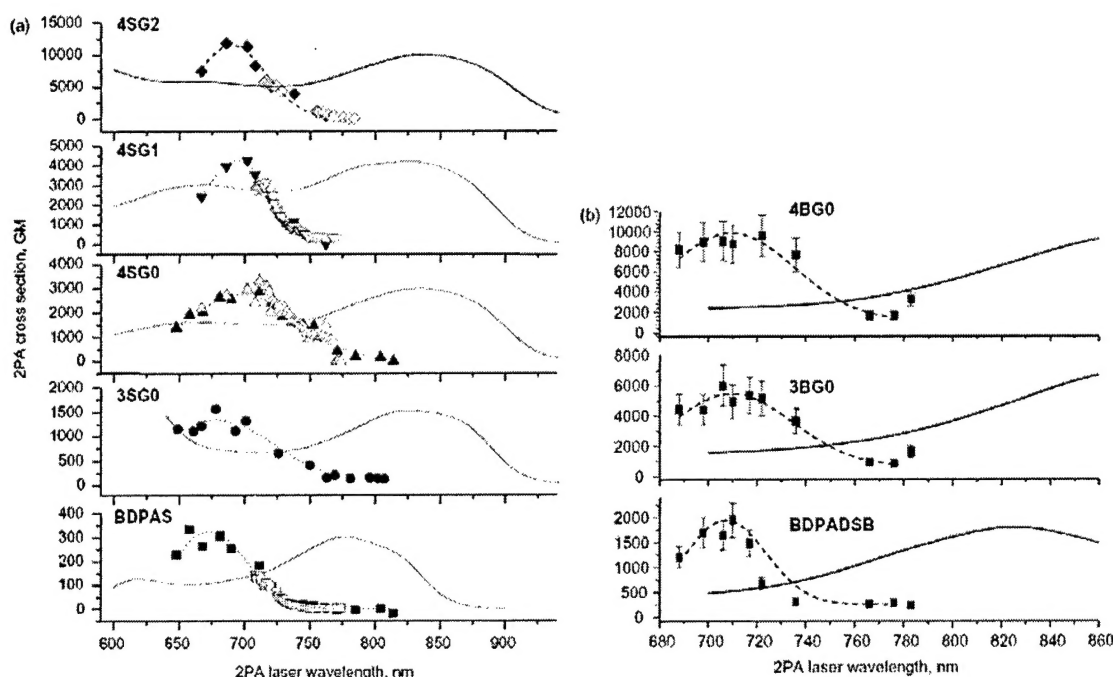 (a)
4SG2
15000
10000
5000
0
4SG1
5000
4000
3000
2000
1000
0
4SG0
4000
3000
2000
1000
0
3SG0
2000
1500
1000
500
0
BDPAS
400
300
200
100
0
2PA cross section, GM
600 650 700 750 800 850 900
2PA laser wavelength, nm
(b)
4BG0
12000
10000
8000
6000
4000
2000
0
3BG0
8000
6000
4000
2000
0
BDPADSB
2000
1500
1000
500
0
680 700 720 740 760 780 800 820 840 860
2PA laser wavelength, nm